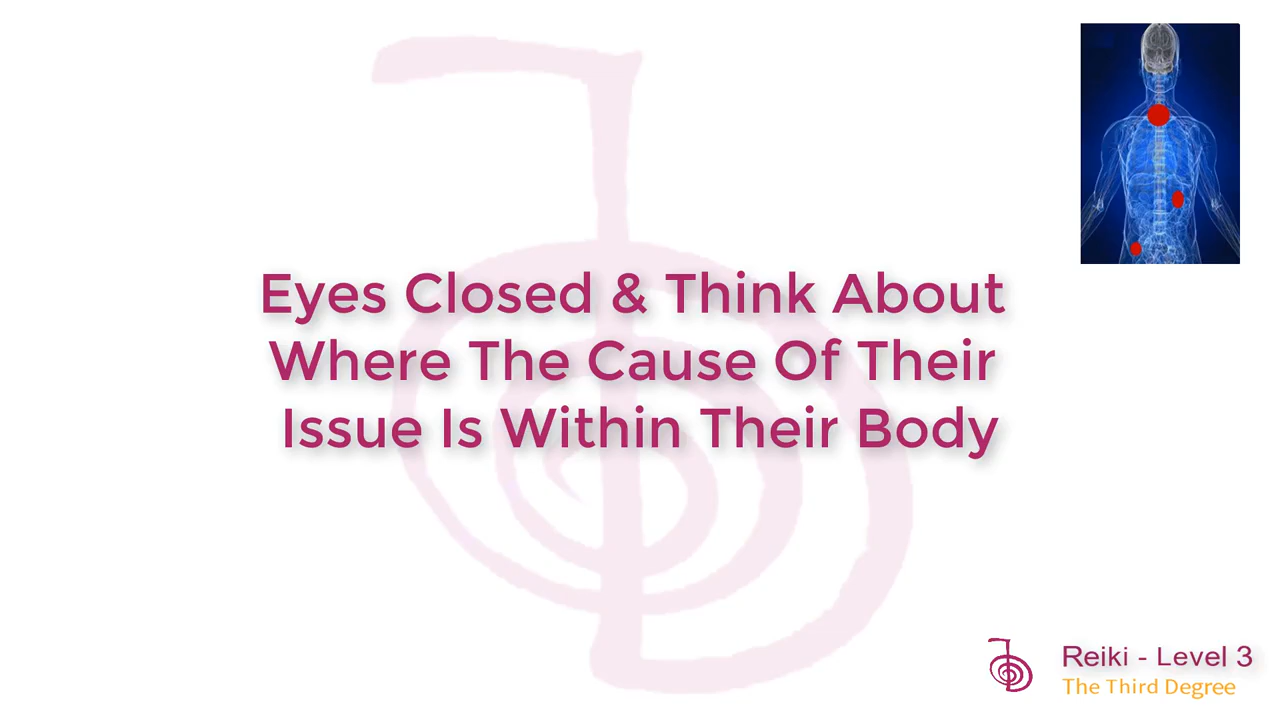 Eyes Closed & Think About
Where The Cause Of Their
Issue Is Within Their Body
Reiki - Level 3
The Third Degree